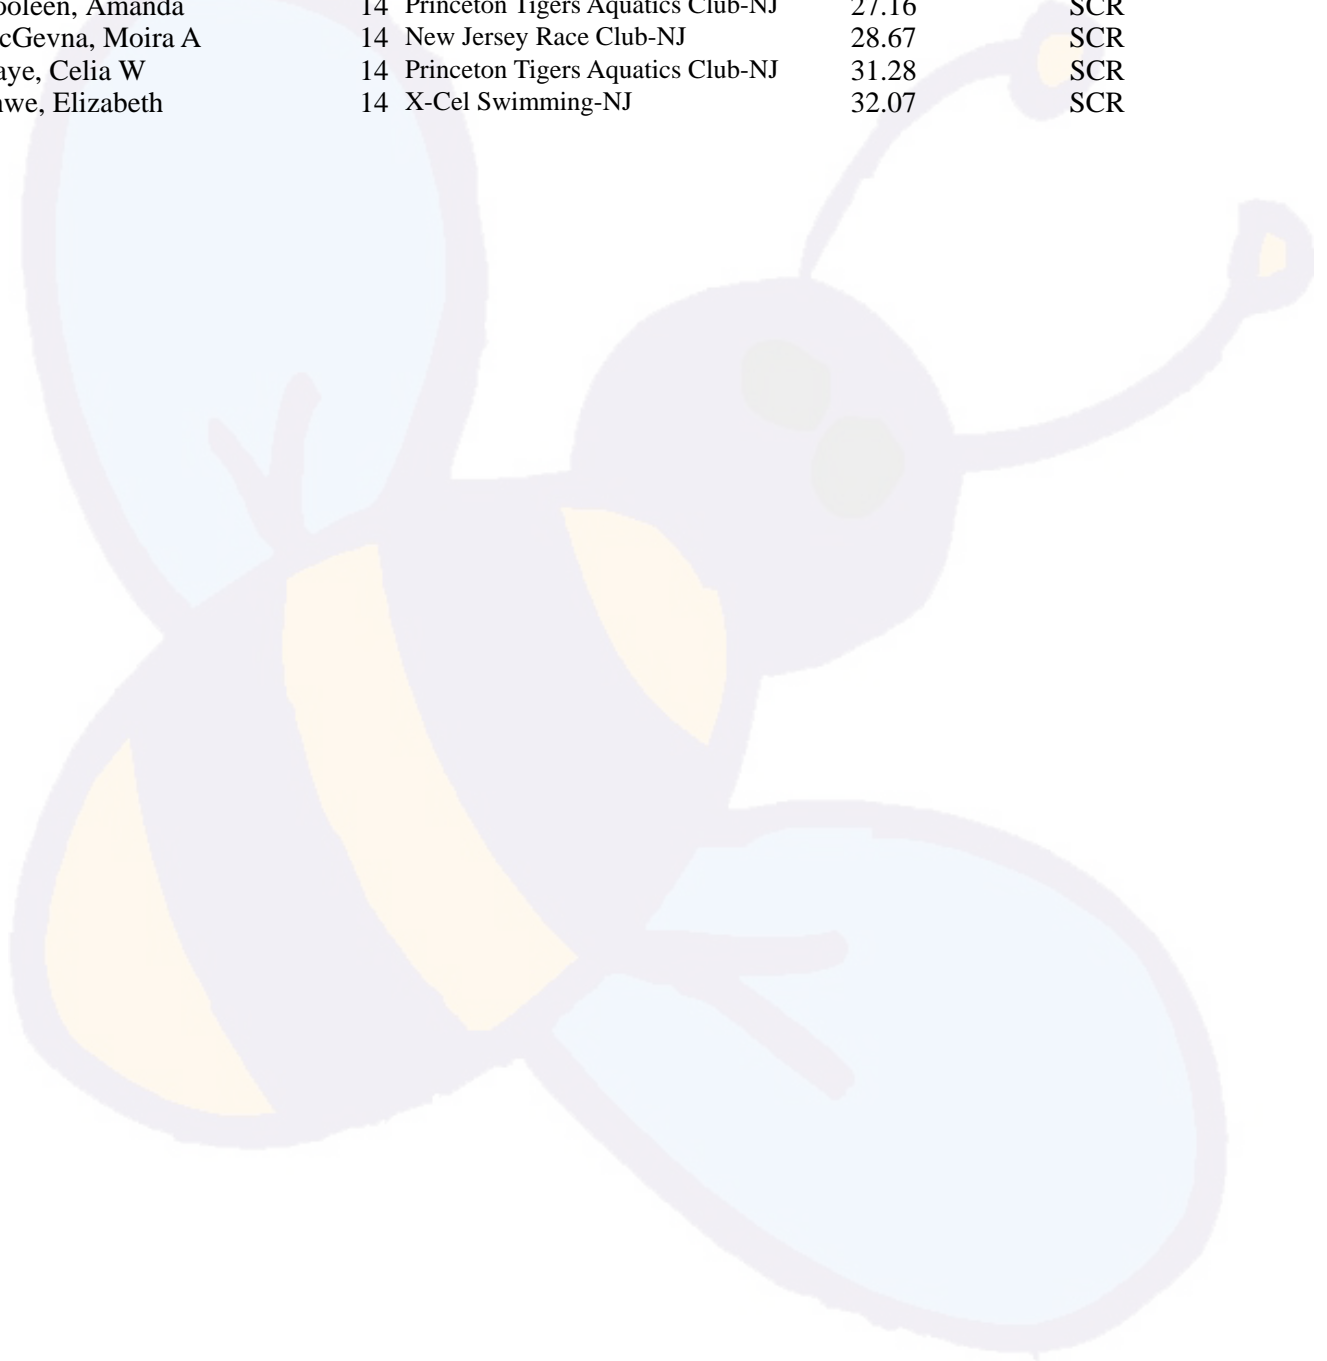 ooleen, Amanda 14 Princeton Tigers Aquatics Club-NJ 27.16 SCR
cGevna, Moira A 14 New Jersey Race Club-NJ 28.67 SCR
aye, Celia W 14 Princeton Tigers Aquatics Club-NJ 31.28 SCR
nwe, Elizabeth 14 X-Cel Swimming-NJ 32.07 SCR